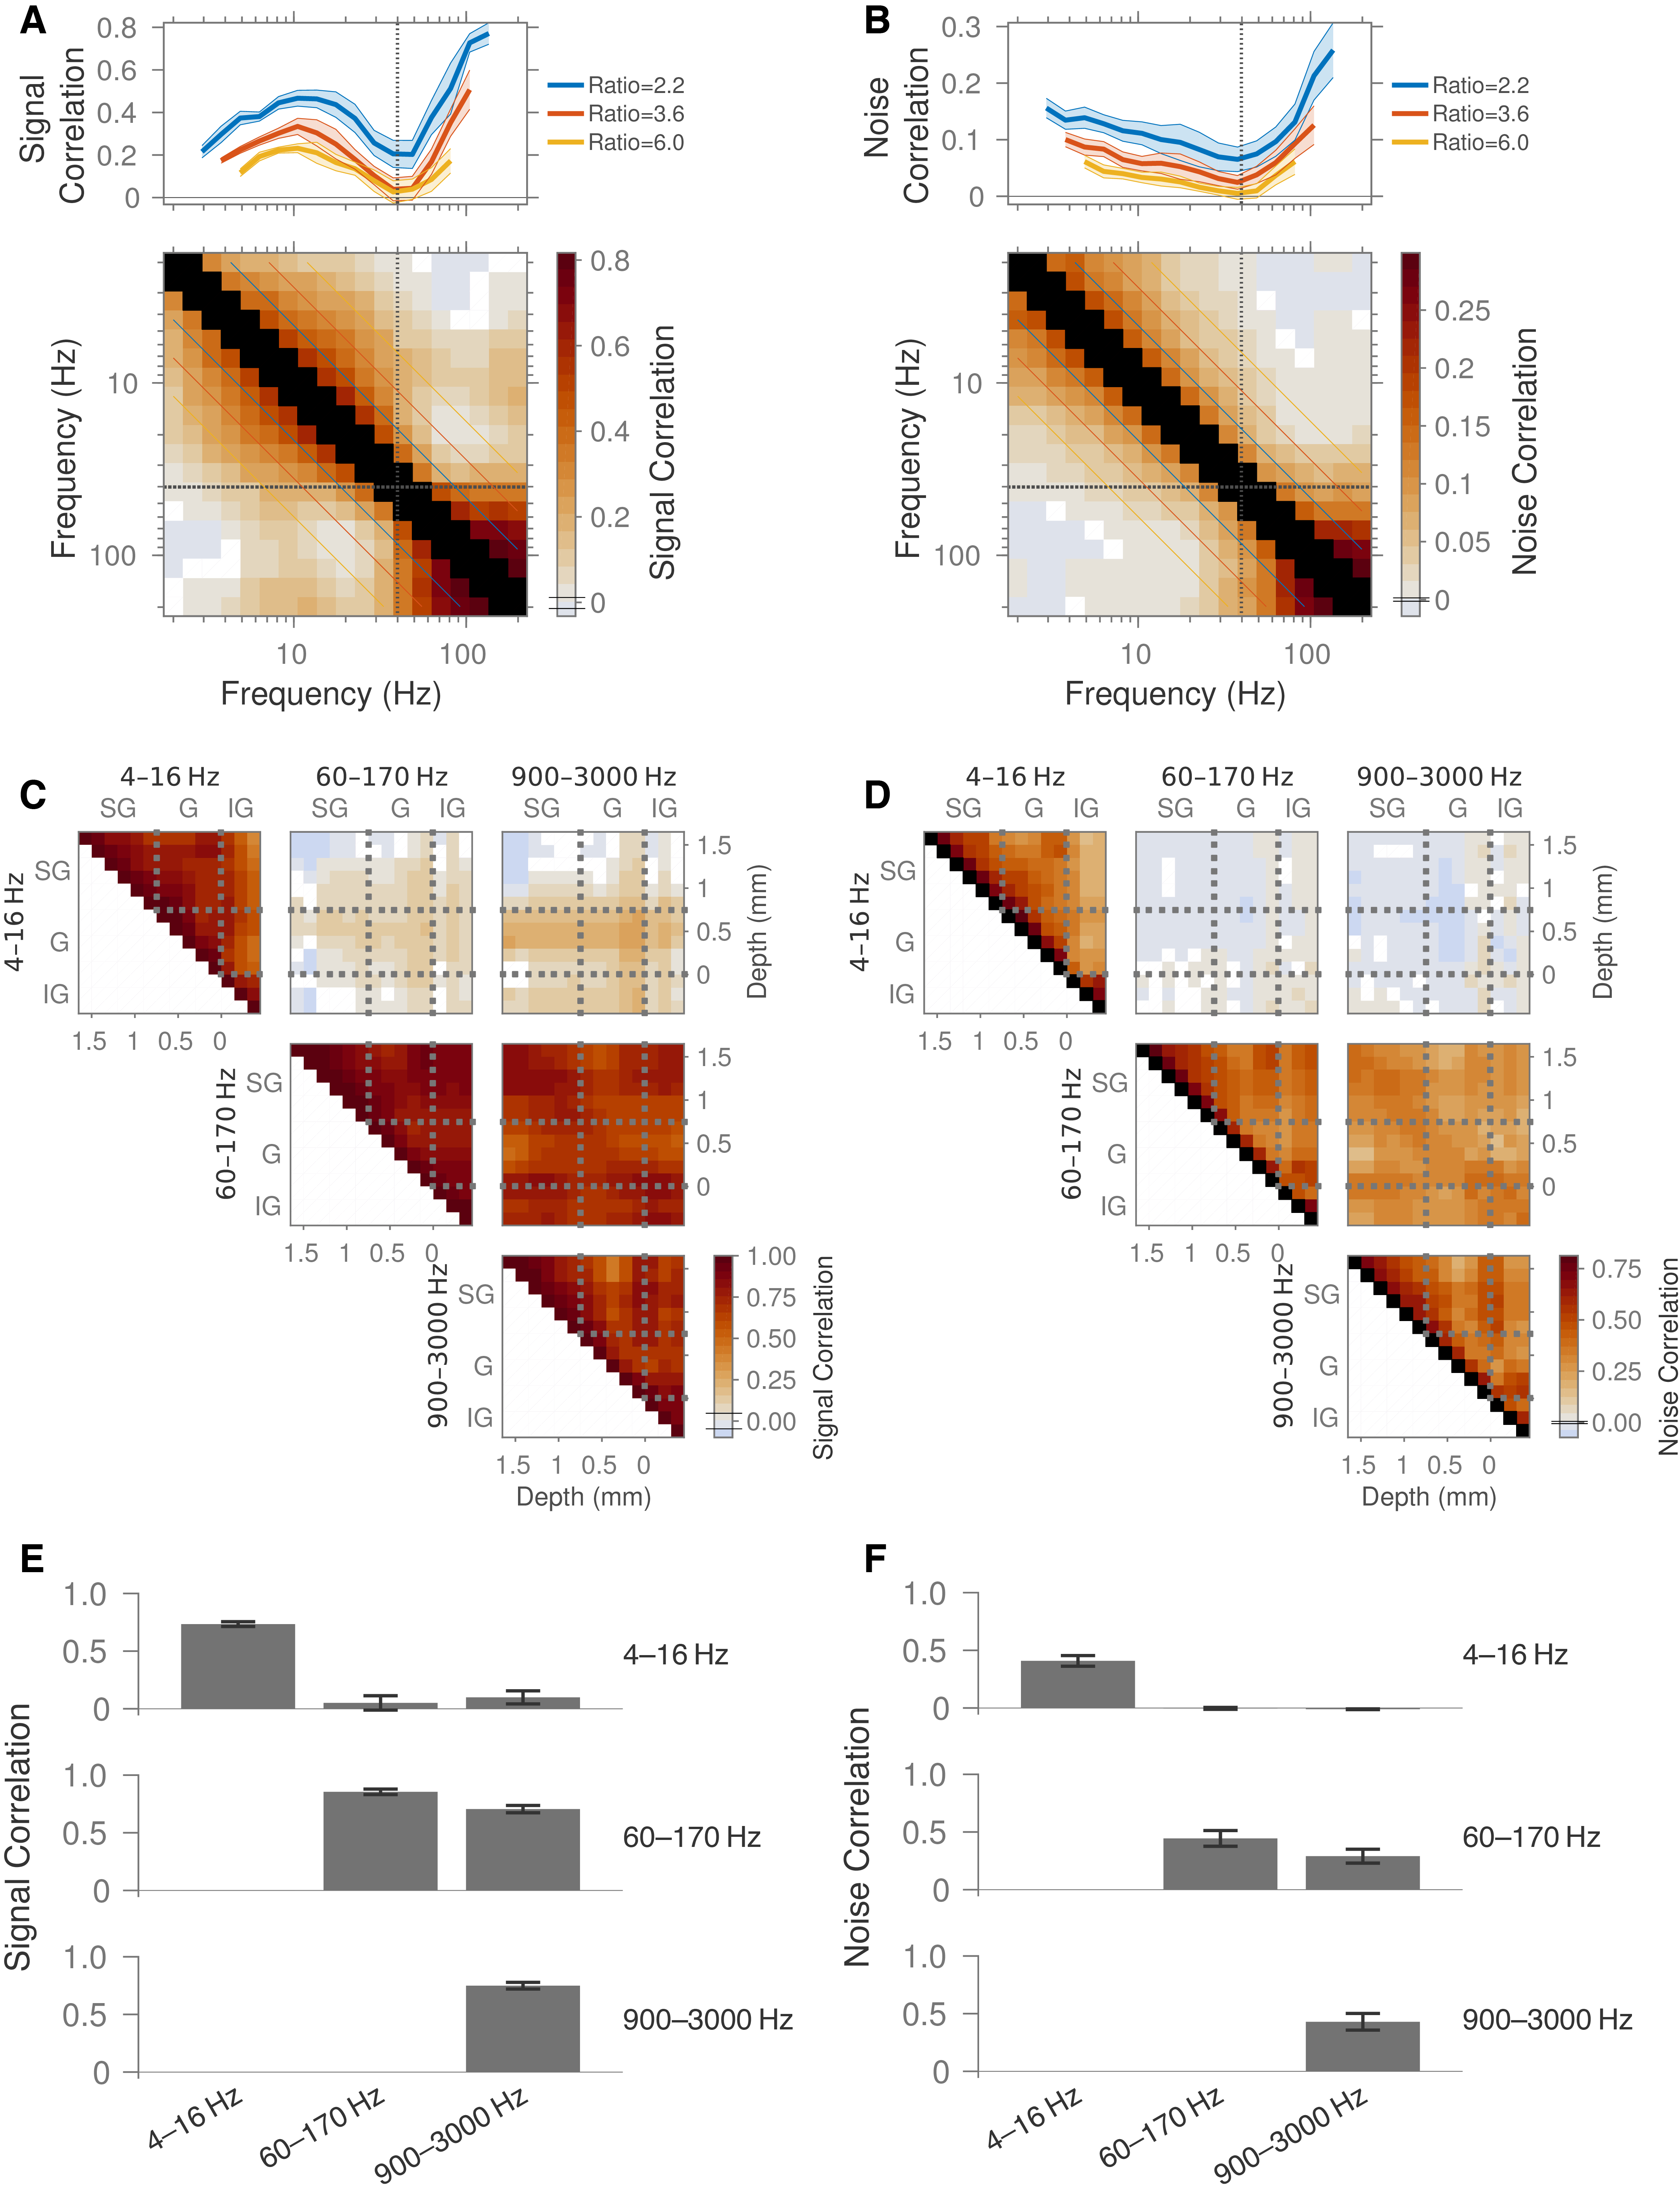 A
Signal
Correlation
0.8
0.6
0.4
0.2
0
Ratio=2.2
Ratio=3.6
Ratio=6.0
Frequency (Hz)
10
100
10
100
Frequency (Hz)
0.8
0.6
0.4
0.2
0
Signal Correlation
B
Noise
Correlation
0.3
0.2
0.1
0
Ratio=2.2
Ratio=3.6
Ratio=6.0
Frequency (Hz)
10
100
10
100
Frequency (Hz)
0.25
0.2
0.15
0.1
0.05
0
Noise Correlation
C
4–16 Hz
60–170 Hz
900–3000 Hz
SG G IG
SG G IG
SG G IG
4–16 Hz
SG
G
IG
1.5
1
0.5
0
Depth (mm)
1.5 1 0.5 0
60–170 Hz
SG
G
IG
1.5
1
0.5
0
1.5 1 0.5 0
900–3000 Hz
SG
G
IG
1.5 1 0.5 0
Depth (mm)
1.00
0.75
0.50
0.25
0.00
Signal Correlation
D
4–16 Hz
60–170 Hz
900–3000 Hz
SG G IG
SG G IG
SG G IG
4–16 Hz
SG
G
IG
1.5
1
0.5
0
Depth (mm)
1.5 1 0.5 0
60–170 Hz
SG
G
IG
1.5
1
0.5
0
1.5 1 0.5 0
900–3000 Hz
SG
G
IG
1.5 1 0.5 0
Depth (mm)
0.75
0.50
0.25
0.00
Noise Correlation
E
Signal Correlation
1.0
0.5
0
4–16 Hz
1.0
0.5
0
60–170 Hz
1.0
0.5
0
900–3000 Hz
4–16 Hz
60–170 Hz
900–3000 Hz
F
Noise Correlation
1.0
0.5
0
4–16 Hz
1.0
0.5
0
60–170 Hz
1.0
0.5
0
900–3000 Hz
4–16 Hz
60–170 Hz
900–3000 Hz